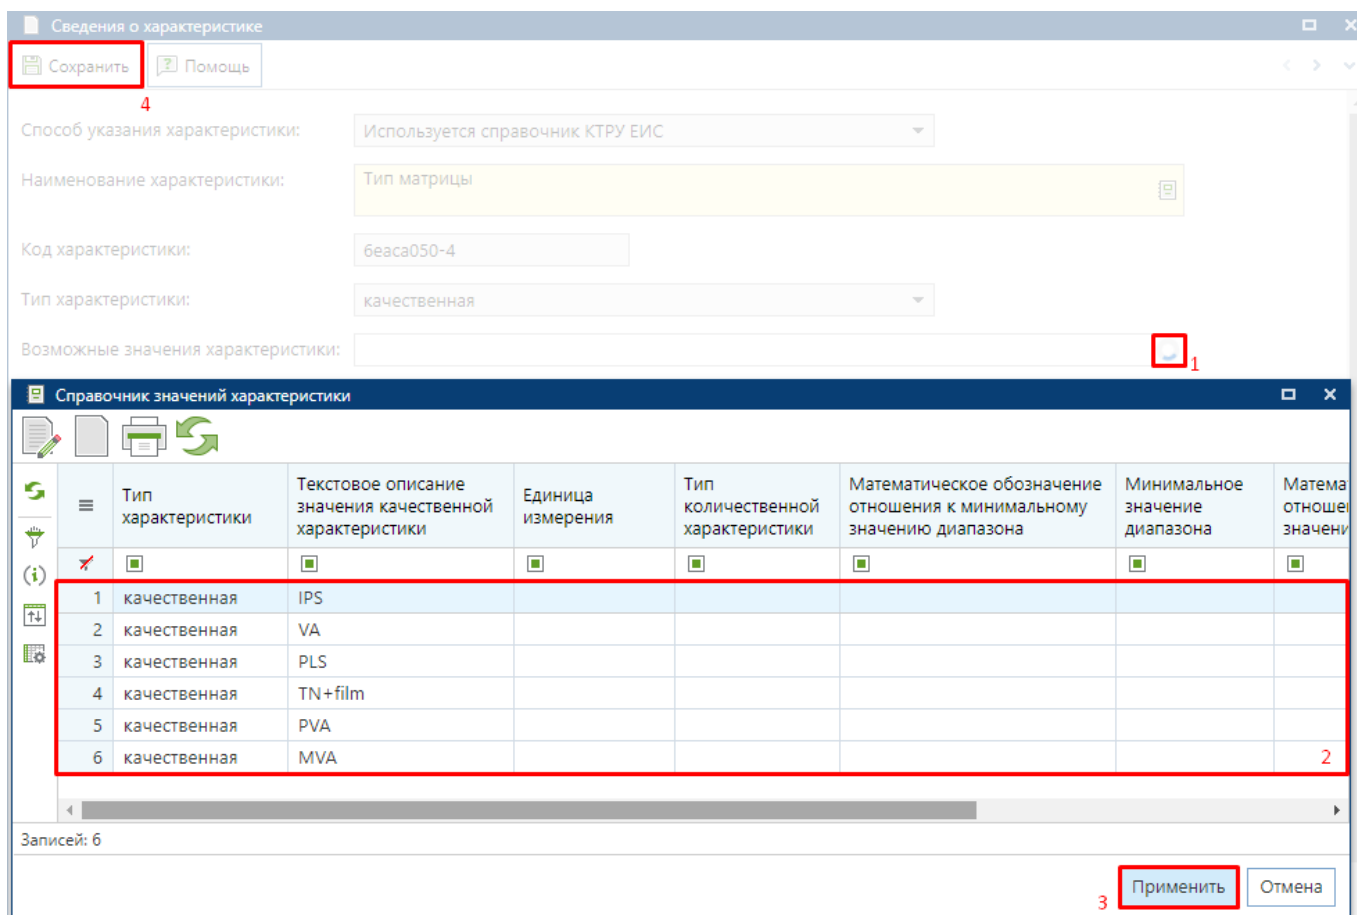 Сведения о характеристике
Сохранить
Помощь
4
Способ указания характеристики:
Используется справочник КТРУ ЕИС
Наименование характеристики:
Тип матрицы
Код характеристики:
6eaca050-4
Тип характеристики:
качественная
Возможные значения характеристики:
1
Справочник значений характеристики
Тип
характеристики
Текстовое описание
значения качественной
характеристики
Единица
измерения
Тип
количественной
характеристики
Математическое обозначение
отношения к минимальному
значению диапазона
Минимальное
значение
диапазона
Матема
отноше
значени
1 качественная IPS
2 качественная VA
3 качественная PLS
4 качественная TN+film
5 качественная PVA
6 качественная MVA
2
Записей: 6
3
Применить
Отмена